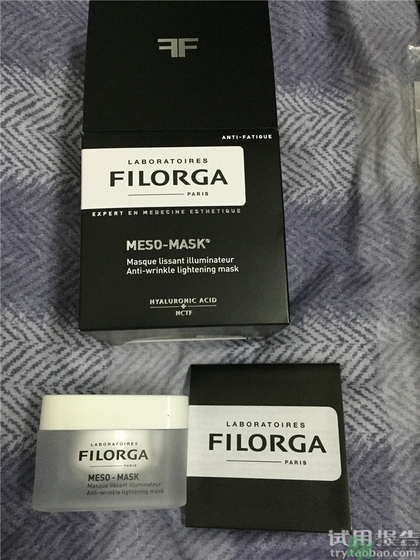 ANTI-FATIGUE
LABORATOIRES
FILORGA
PARIS
EXPERT EN MEDECINE ESTHETIQUE
MESO-MASK®
Masque lissant illuminateur
Anti-wrinkle lightening mask
HYALURONIC ACID
+
NCTF
LABORATOIRES
FILORGA
PARIS
MESO-MASK
Masque lissant illuminateur
Anti-wrinkle lightening mask
LABORATOIRES
FILORGA
PARIS
试用报告
try.taobao.com